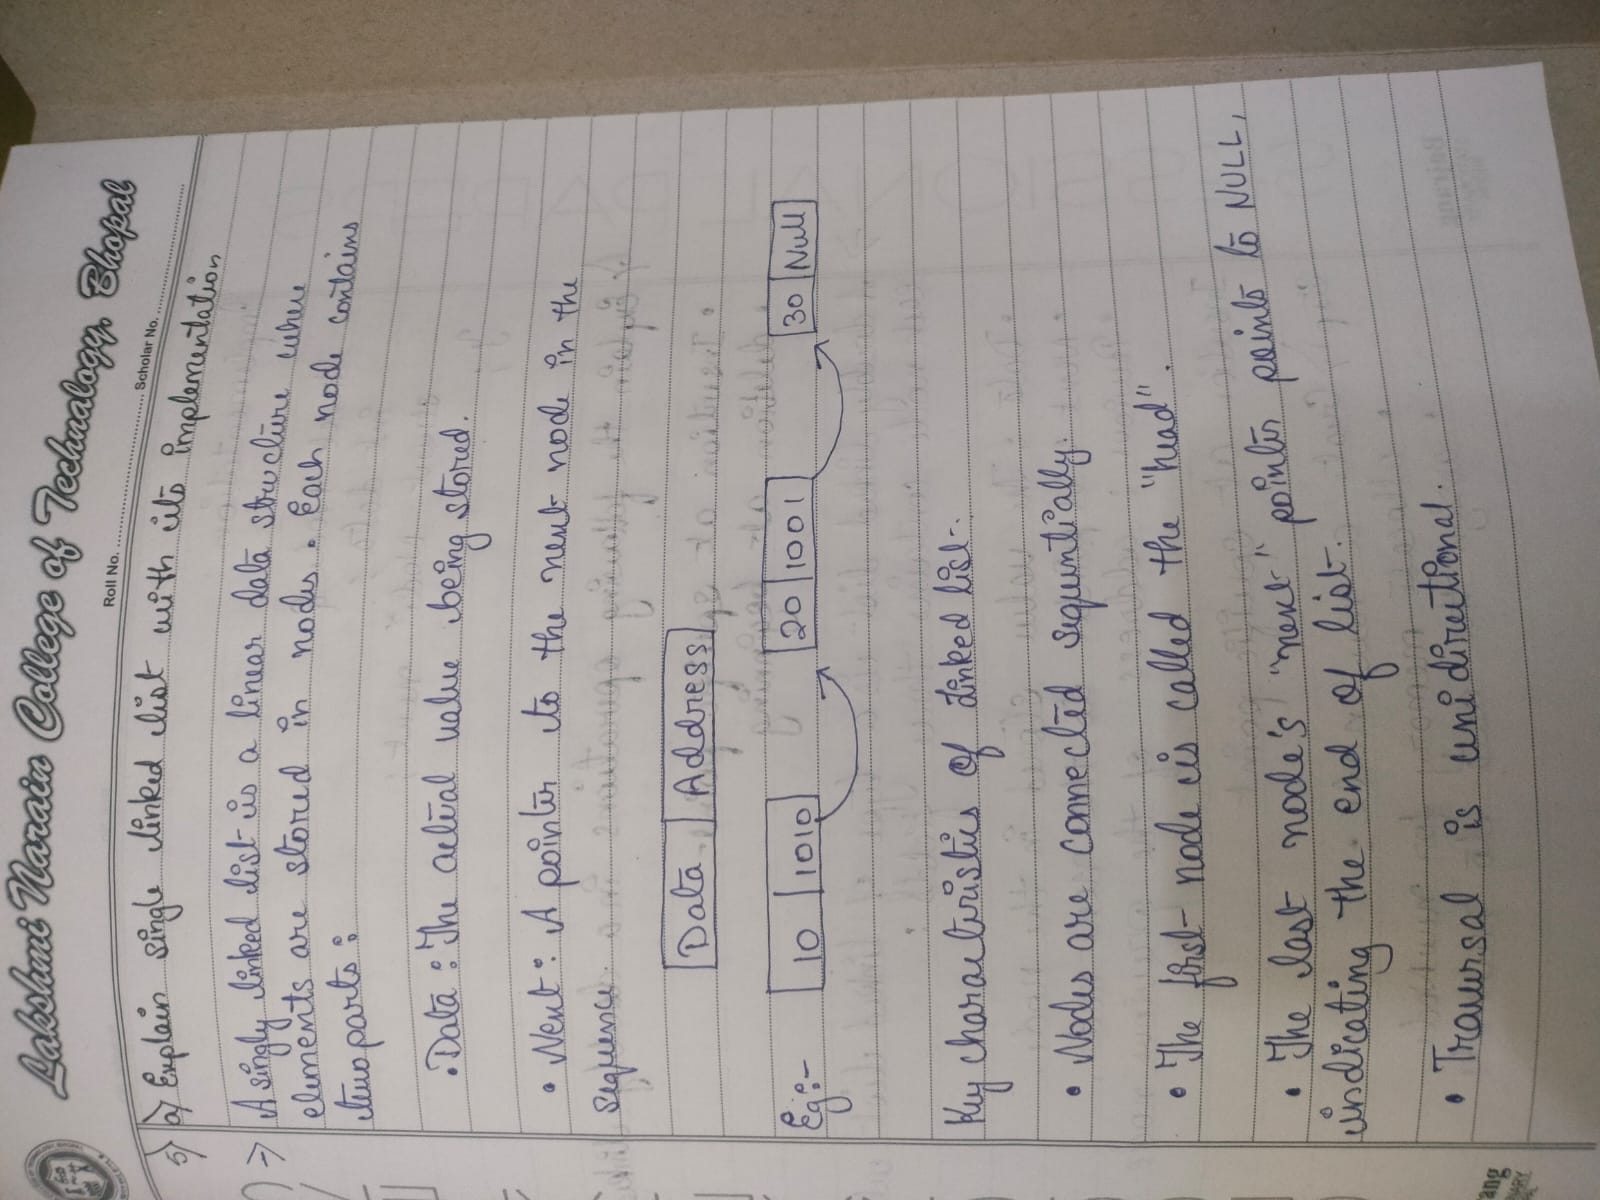 Lakshmi Narain College of Technalogy, Bhopal
Roll No. .......... Scholar No. ..........
5) a) Explain single linked list with its implementation
→ A singly linked list is a linear data structure where
elements are stored in nodes. Each node contains
two parts:
• Data: The actual value being stored.
• Next: A pointer to the next node in the
sequence.
Data | Address
Eg:- 10 | 1010 20 | 1001 30 | Null
Key characteristics of Linked list-:
• Nodes are connected sequentially.
• The first node is called the "head".
• The last node's "next" pointer points to NULL,
indicating the end of list.
• Traversal is unidirectional.